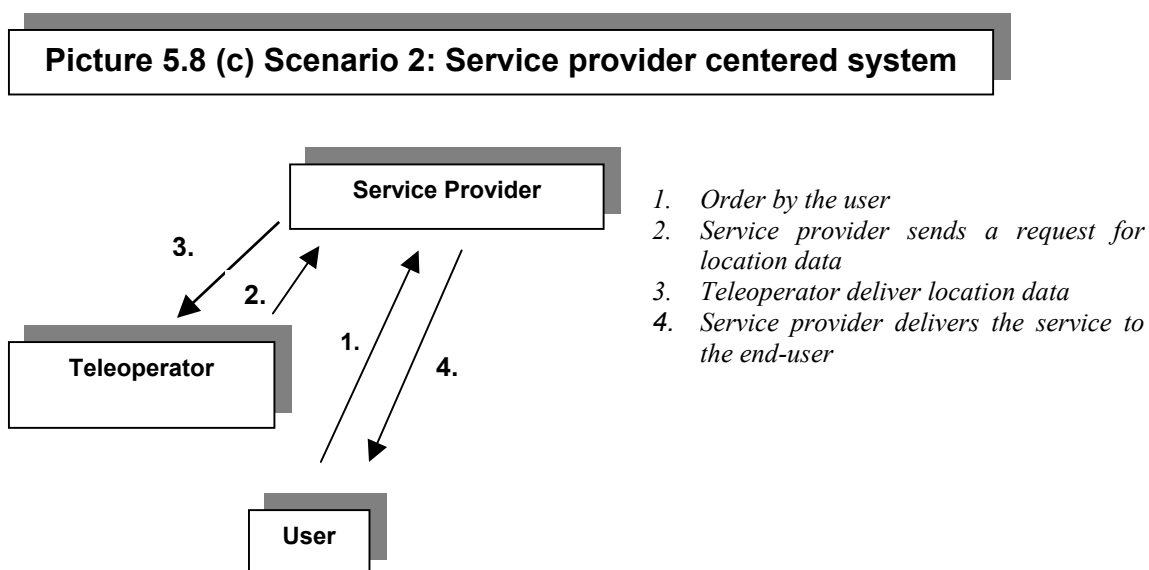 Picture 5.8 (c) Scenario 2: Service provider centered system
Service Provider
1. Order by the user
2. Service provider sends a request for
location data
3. Teleoperator deliver location data
4. Service provider delivers the service to
the end-user
3.
2.
Teleoperator
1.
4.
User